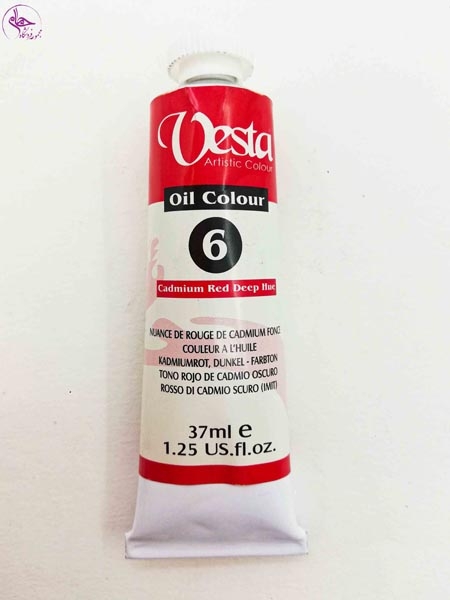 Vesta
Artistic Colour
Oil Colour
6
Cadmium Red Deep Hue
NUANCE DE ROUGE DE CADMIUM FONCE
COULEUR A L'HUILE
KADMIUMROT, DUNKEL - FARBTON
TONO ROJO DE CADMIO OSCURO
ROSSO DI CADMIO SCURO (IMIT)
37ml e
1.25 US.fl.oz.